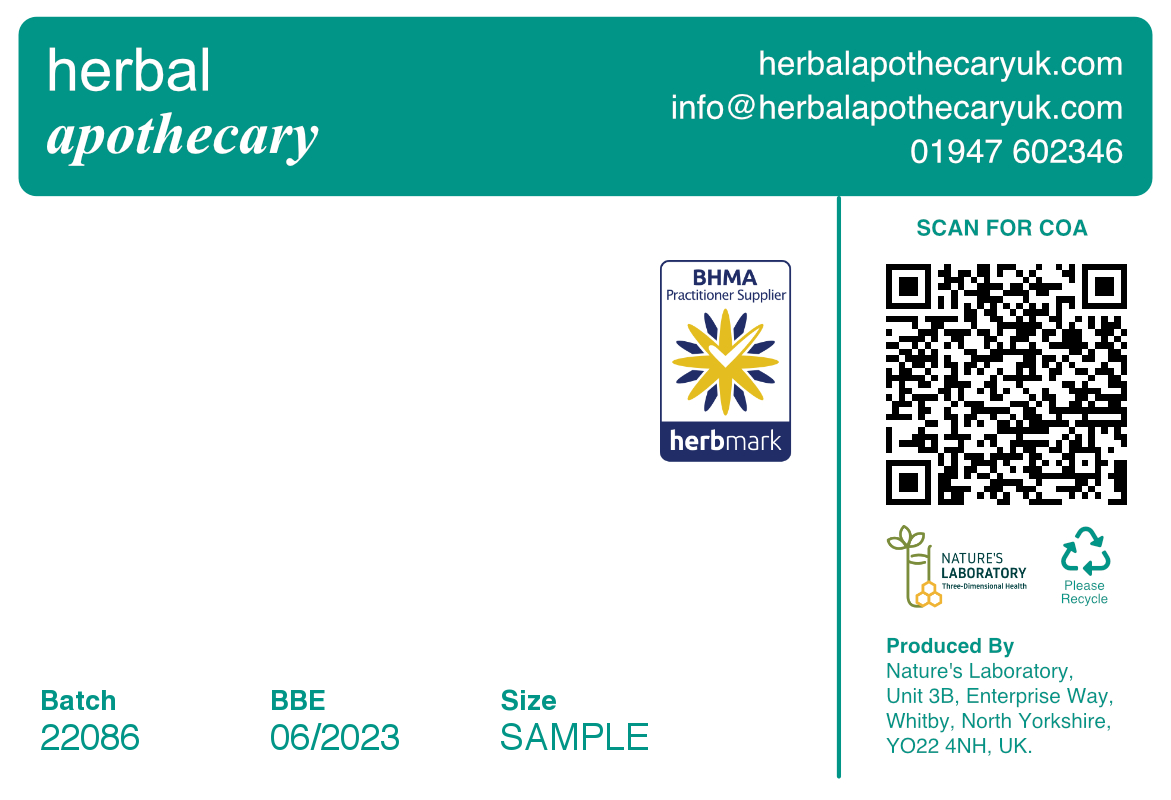 herbal
apothecary
herbalapothecaryuk.com
info@herbalapothecaryuk.com
01947 602346
BHMA
Practitioner Supplier
herbmark
SCAN FOR COA
NATURE'S
LABORATORY
Three-Dimensional Health
Please
Recycle
Produced By
Nature's Laboratory,
Unit 3B, Enterprise Way,
Whitby, North Yorkshire,
YO22 4NH, UK.
Batch
22086
BBE
06/2023
Size
SAMPLE